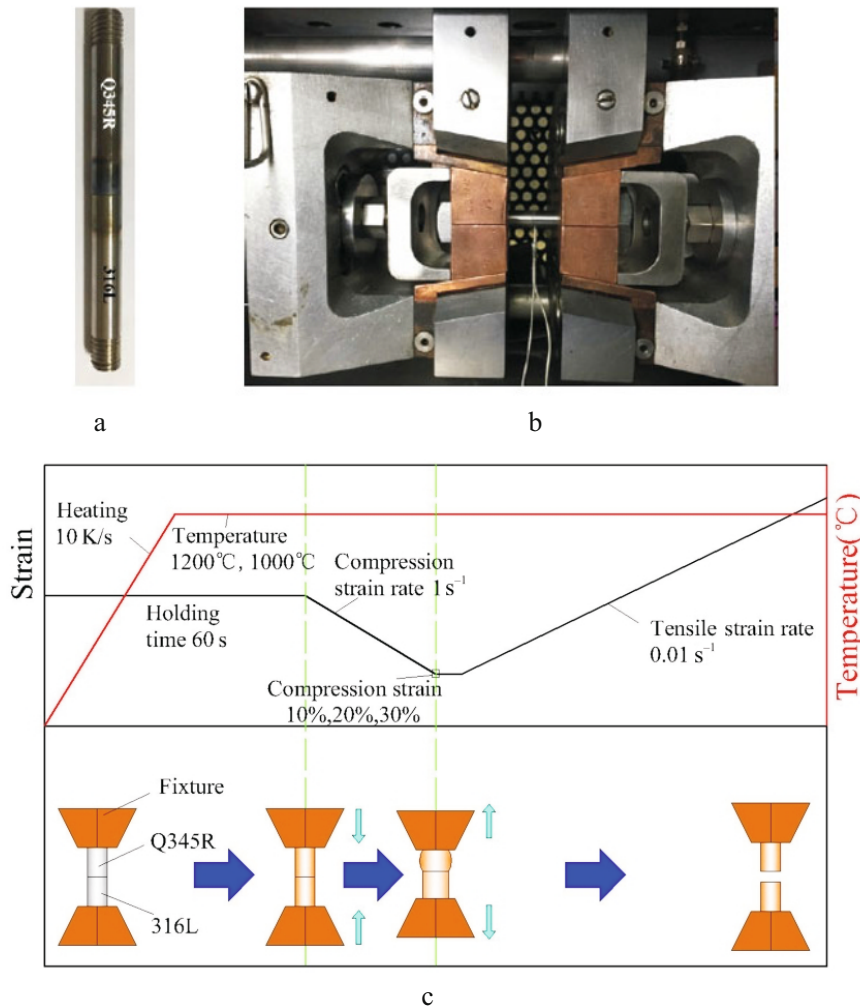 Q345R
316L
a
b
Strain
Temperature(℃)
Heating
10 K/s
Temperature
1200℃, 1000℃
Compression
strain rate 1 s⁻¹
Holding
time 60 s
Tensile strain rate
0.01 s⁻¹
Compression strain
10%,20%,30%
Fixture
Q345R
316L
c